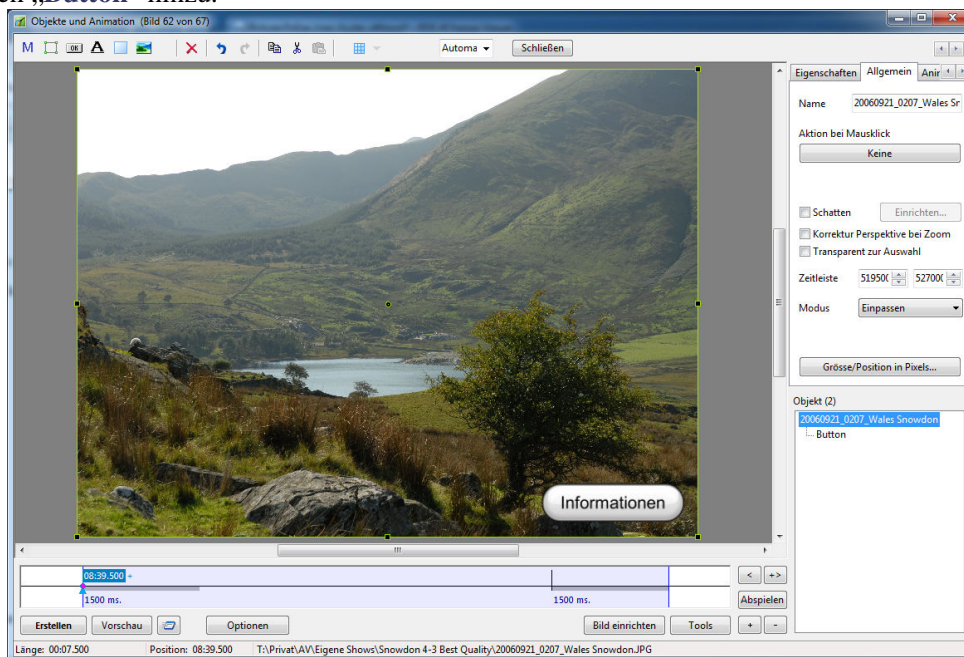 „Button“ hinzu.
Objekte und Animation (Bild 62 von 67)
M OK A Automa Schließen
Eigenschaften Allgemein Anir
Name 20060921_0207_Wales Sr
Aktion bei Mausklick
Keine
Schatten Einrichten...
Korrektur Perspektive bei Zoom
Transparent zur Auswahl
Zeitleiste 51950( 52700(
Modus Einpassen
Grösse/Position in Pixels...
Objekt (2)
20060921_0207_Wales Snowdon
Button
Informationen
08:39.500 +
1500 ms. 1500 ms.
< +>
Abspielen
Erstellen Vorschau Optionen Bild einrichten Tools + -
Länge: 00:07.500 Position: 08:39.500 T:\Privat\AV\Eigene Shows\Snowdon 4-3 Best Quality\20060921_0207_Wales Snowdon.JPG